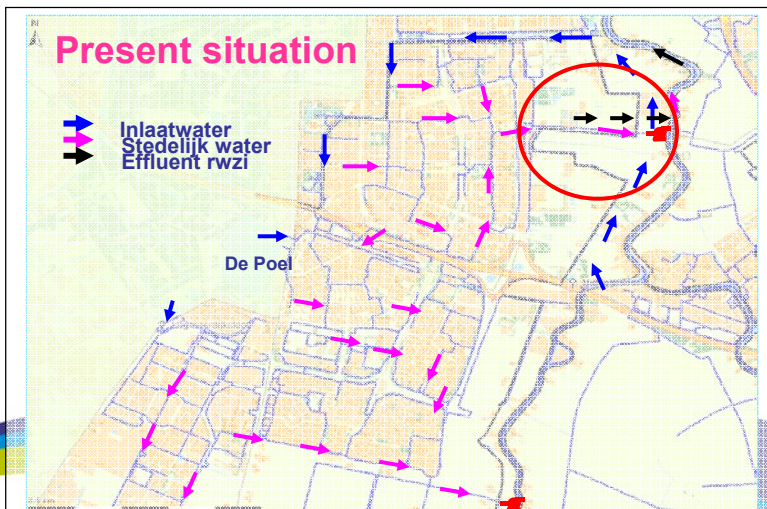 Present situation
Inlaatwater
Stedelijk water
Effluent rwzi
De Poel